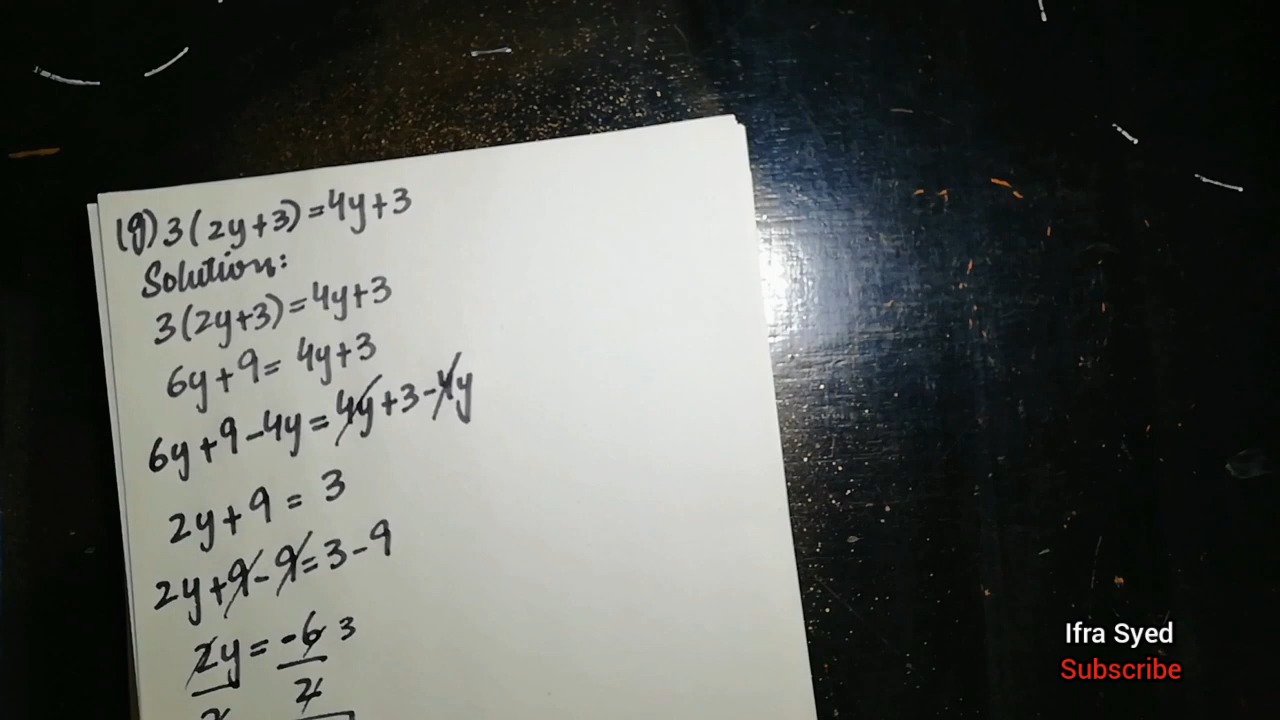 (g) 3(2y+3)=4y+3
Solution:
3(2y+3)=4y+3
6y+9=4y+3
6y+9-4y=4y+3-4y
2y+9=3
2y+9-9=3-9
2y=-6 3
2 2
Ifra Syed
Subscribe